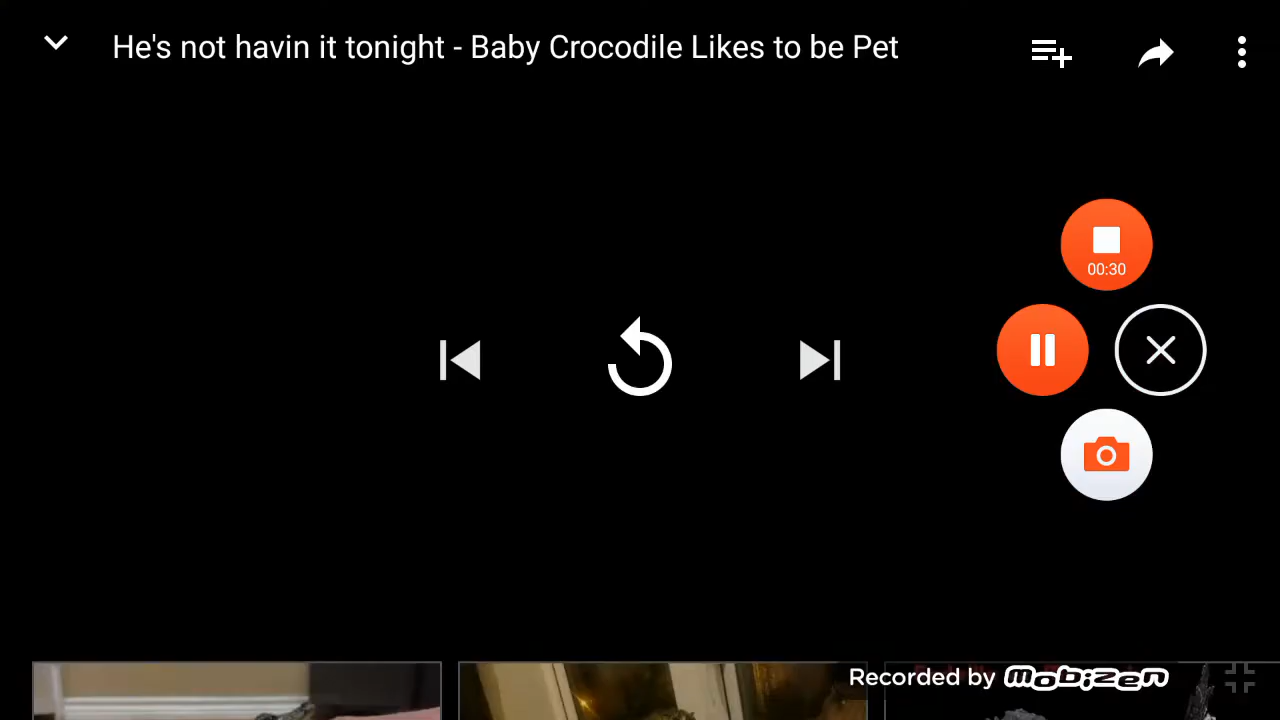 He's not havin it tonight - Baby Crocodile Likes to be Pet
00:30
Recorded by mobizen